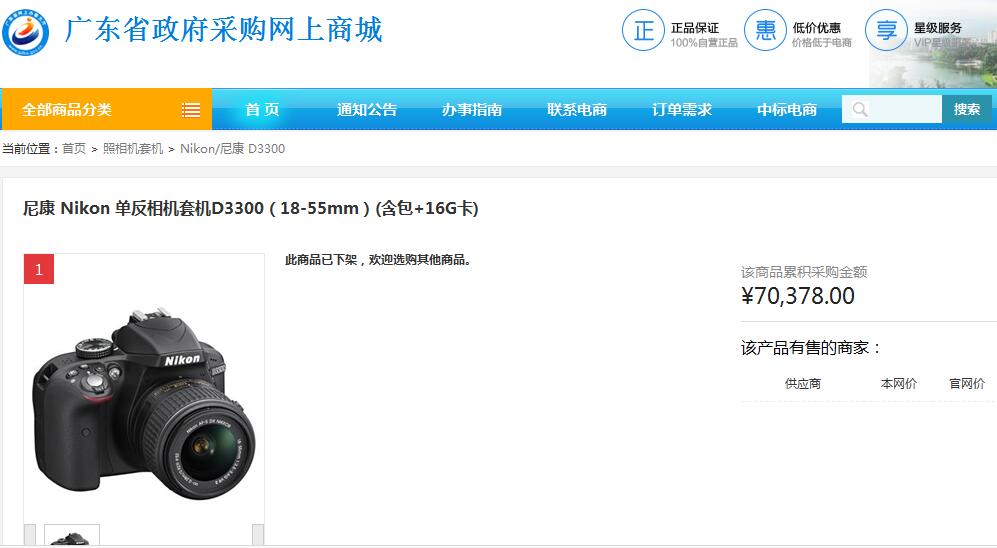 广东省政府采购网上商城
正 正品保证
100%自营正品
惠 低价优惠
价格低于电商
享 星级服务
VIP星级服务
全部商品分类 首 页 通知公告 办事指南 联系电商 订单需求 中标电商 搜索
当前位置：首页 > 照相机套机 > Nikon/尼康 D3300
尼康 Nikon 单反相机套机D3300（18-55mm）(含包+16G卡)
1
此商品已下架，欢迎选购其他商品。
该商品累积采购金额
¥70,378.00
该产品有售的商家：
供应商 本网价 官网价
Nikon